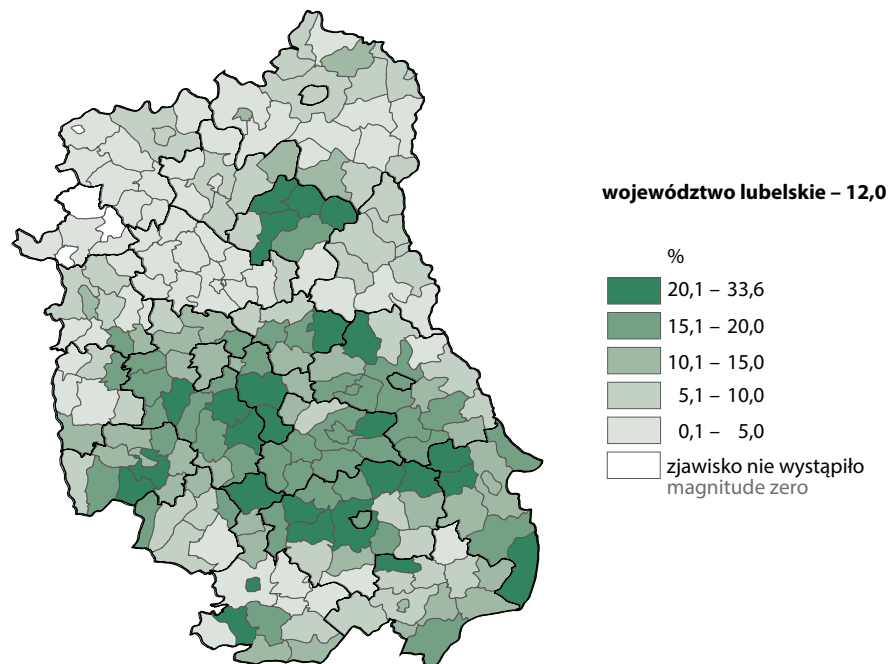 województwo lubelskie – 12,0
%
20,1 – 33,6
15,1 – 20,0
10,1 – 15,0
5,1 – 10,0
0,1 – 5,0
zjawisko nie wystąpiło
magnitude zero